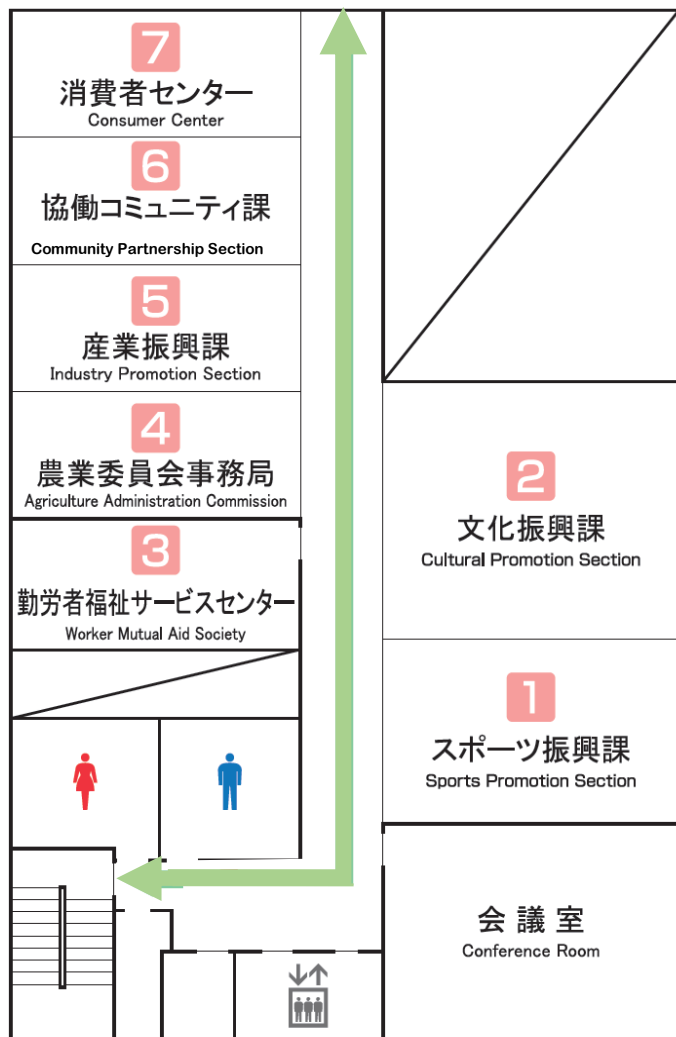 7
消費者センター
Consumer Center
6
協働コミュニティ課
Community Partnership Section
5
産業振興課
Industry Promotion Section
4
農業委員会事務局
Agriculture Administration Commission
3
勤労者福祉サービスセンター
Worker Mutual Aid Society
2
文化振興課
Cultural Promotion Section
1
スポーツ振興課
Sports Promotion Section
会議室
Conference Room